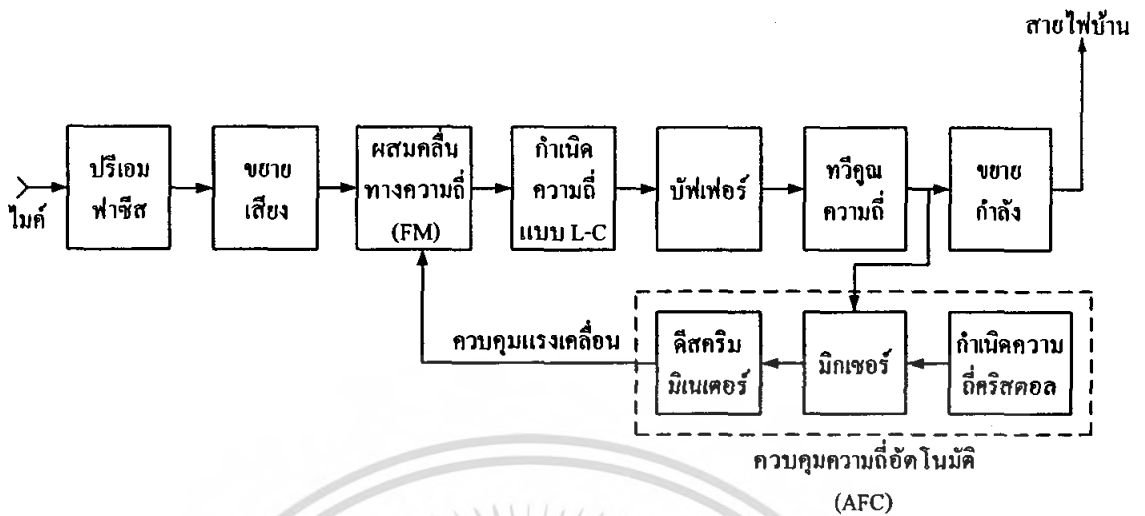 สายไฟบ้าน
ไมค์
ปรีเอม
ฟาซีส
ขยาย
เสียง
ผสมคลื่น
ทางความถี่
(FM)
กำเนิด
ความถี่
แบบ L-C
บัฟเฟอร์
ทวีคูณ
ความถี่
ขยาย
กำลัง
ควบคุมแรงเคลื่อน
ดีสคริม
มิเนเตอร์
มิกเซอร์
กำเนิดความ
ถี่คริสตอล
ควบคุมความถี่อัตโนมัติ
(AFC)